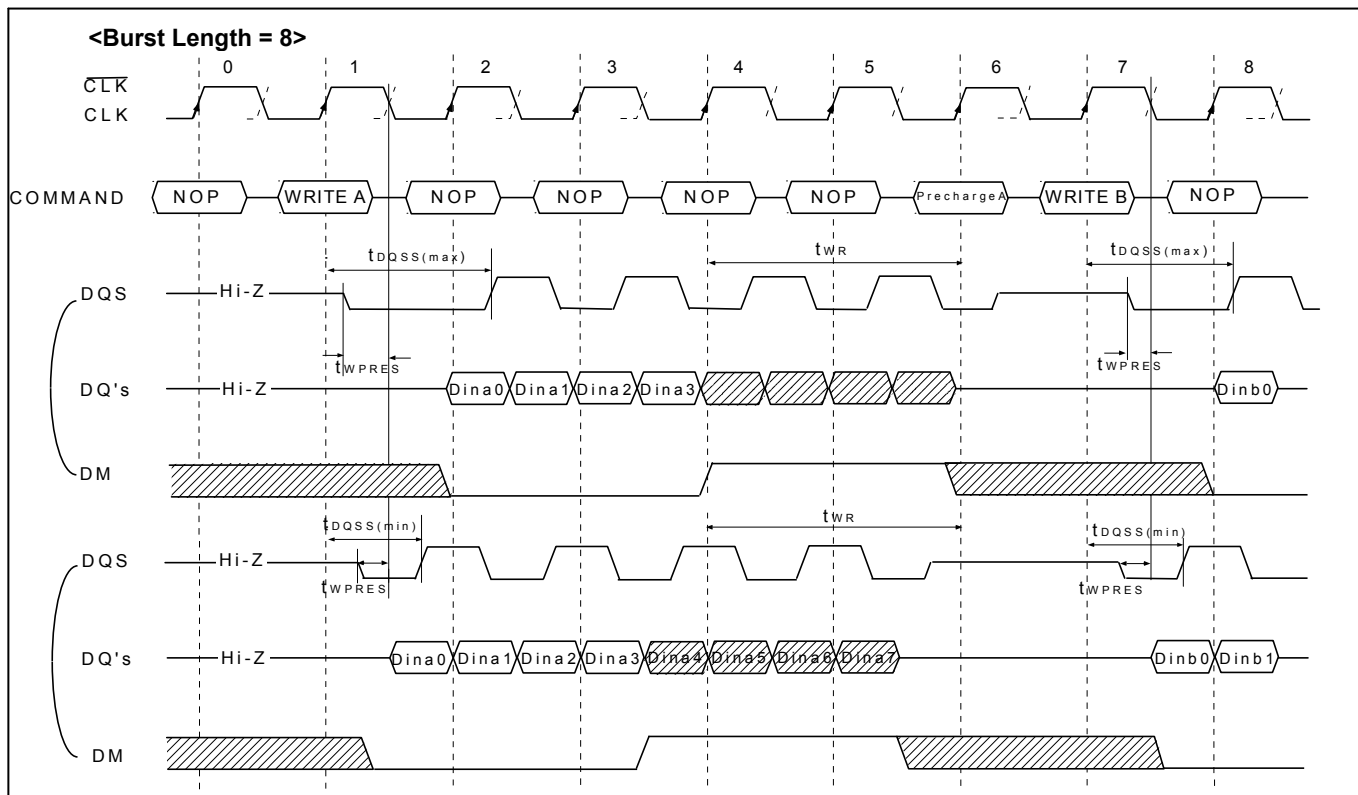 <Burst Length = 8>
0 1 2 3 4 5 6 7 8
CLK
CLK
COMMAND NOP WRITE A NOP NOP NOP NOP PrechargeA WRITE B NOP
tDQSS(max) tWR tDQSS(max)
DQS Hi-Z
tWPRES tWPRES
DQ's Hi-Z Dina0 Dina1 Dina2 Dina3 Dinb0
DM
tDQSS(min) tWR tDQSS(min)
DQS Hi-Z
tWPRES tWPRES
DQ's Hi-Z Dina0 Dina1 Dina2 Dina3 Dina4 Dina5 Dina6 Dina7 Dinb0 Dinb1
DM